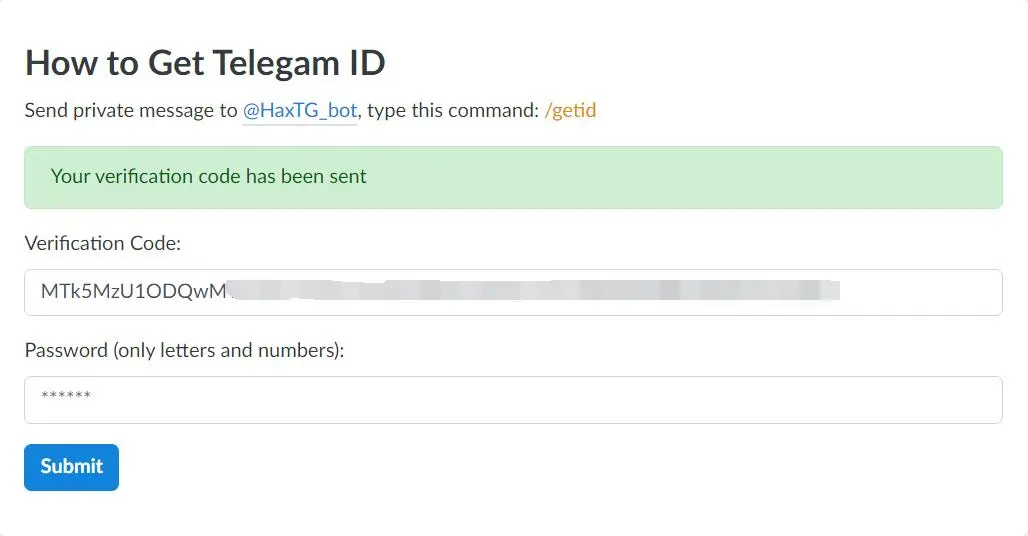 How to Get Telegam ID
Send private message to @HaxTG_bot, type this command: /getid
Your verification code has been sent
Verification Code:
MTk5MzU1ODQwM
Password (only letters and numbers):
******
Submit